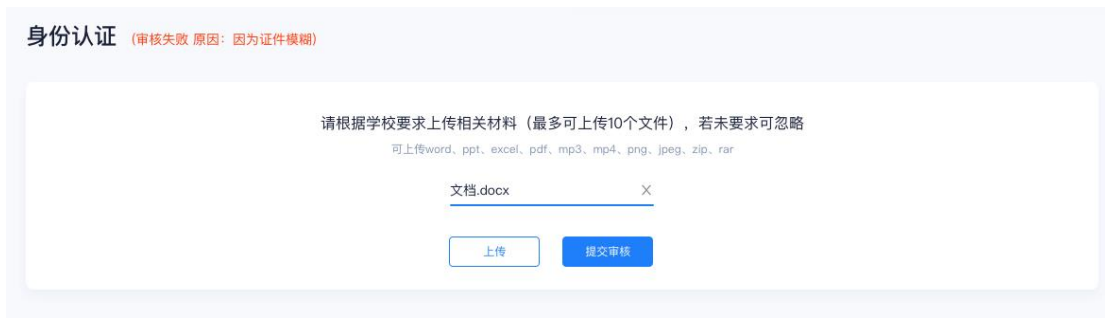 身份认证 (审核失败 原因：因为证件模糊)
请根据学校要求上传相关材料（最多可上传10个文件），若未要求可忽略
可上传word、ppt、excel、pdf、mp3、mp4、png、jpeg、zip、rar
文档.docx
上传 提交审核